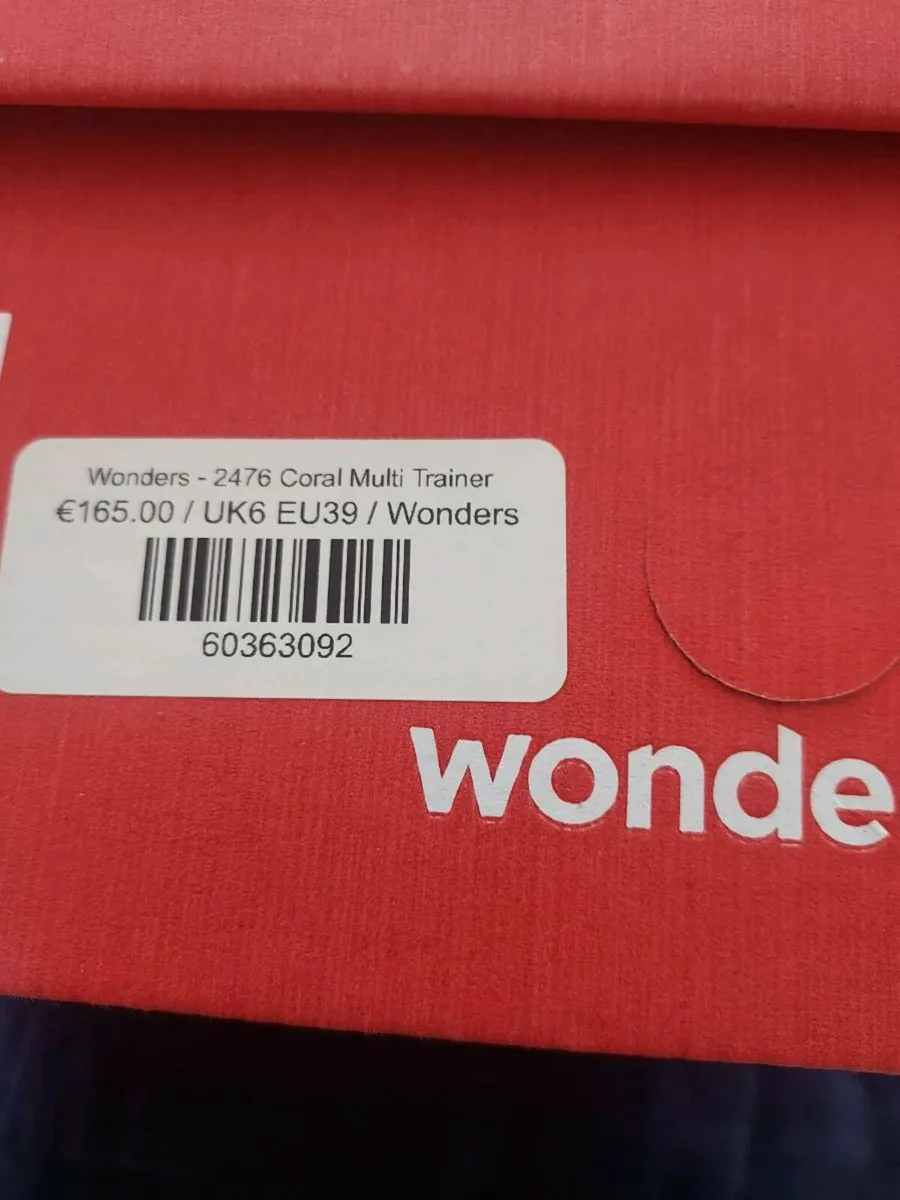 Wonders - 2476 Coral Multi Trainer
€165.00 / UK6 EU39 / Wonders
60363092
wonde